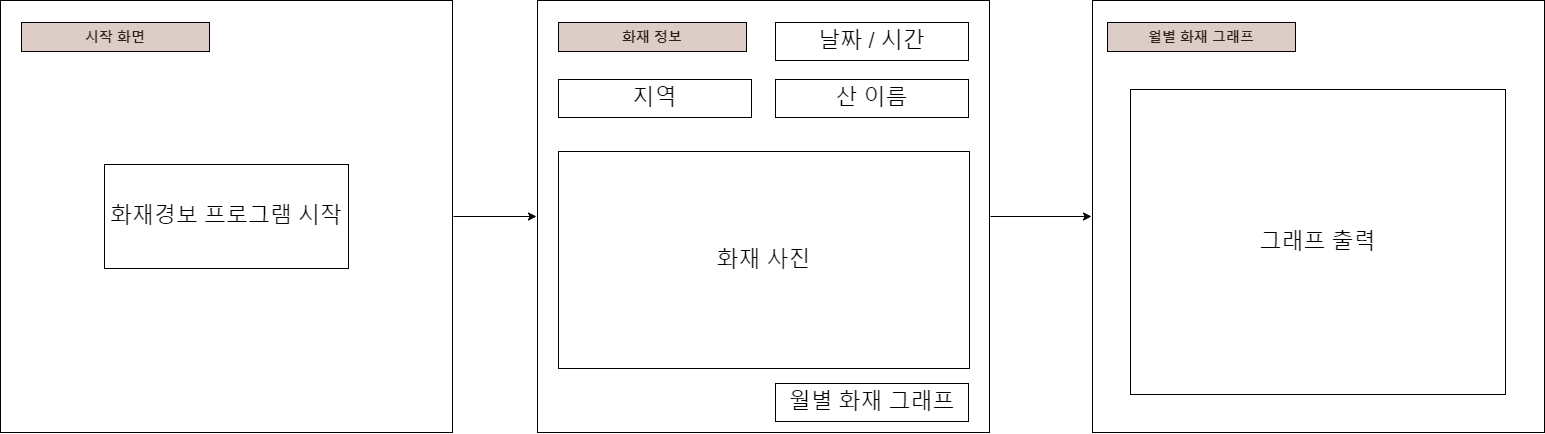 시작 화면
화재경보 프로그램 시작
화재 정보
날짜 / 시간
지역
산 이름
화재 사진
월별 화재 그래프
월별 화재 그래프
그래프 출력